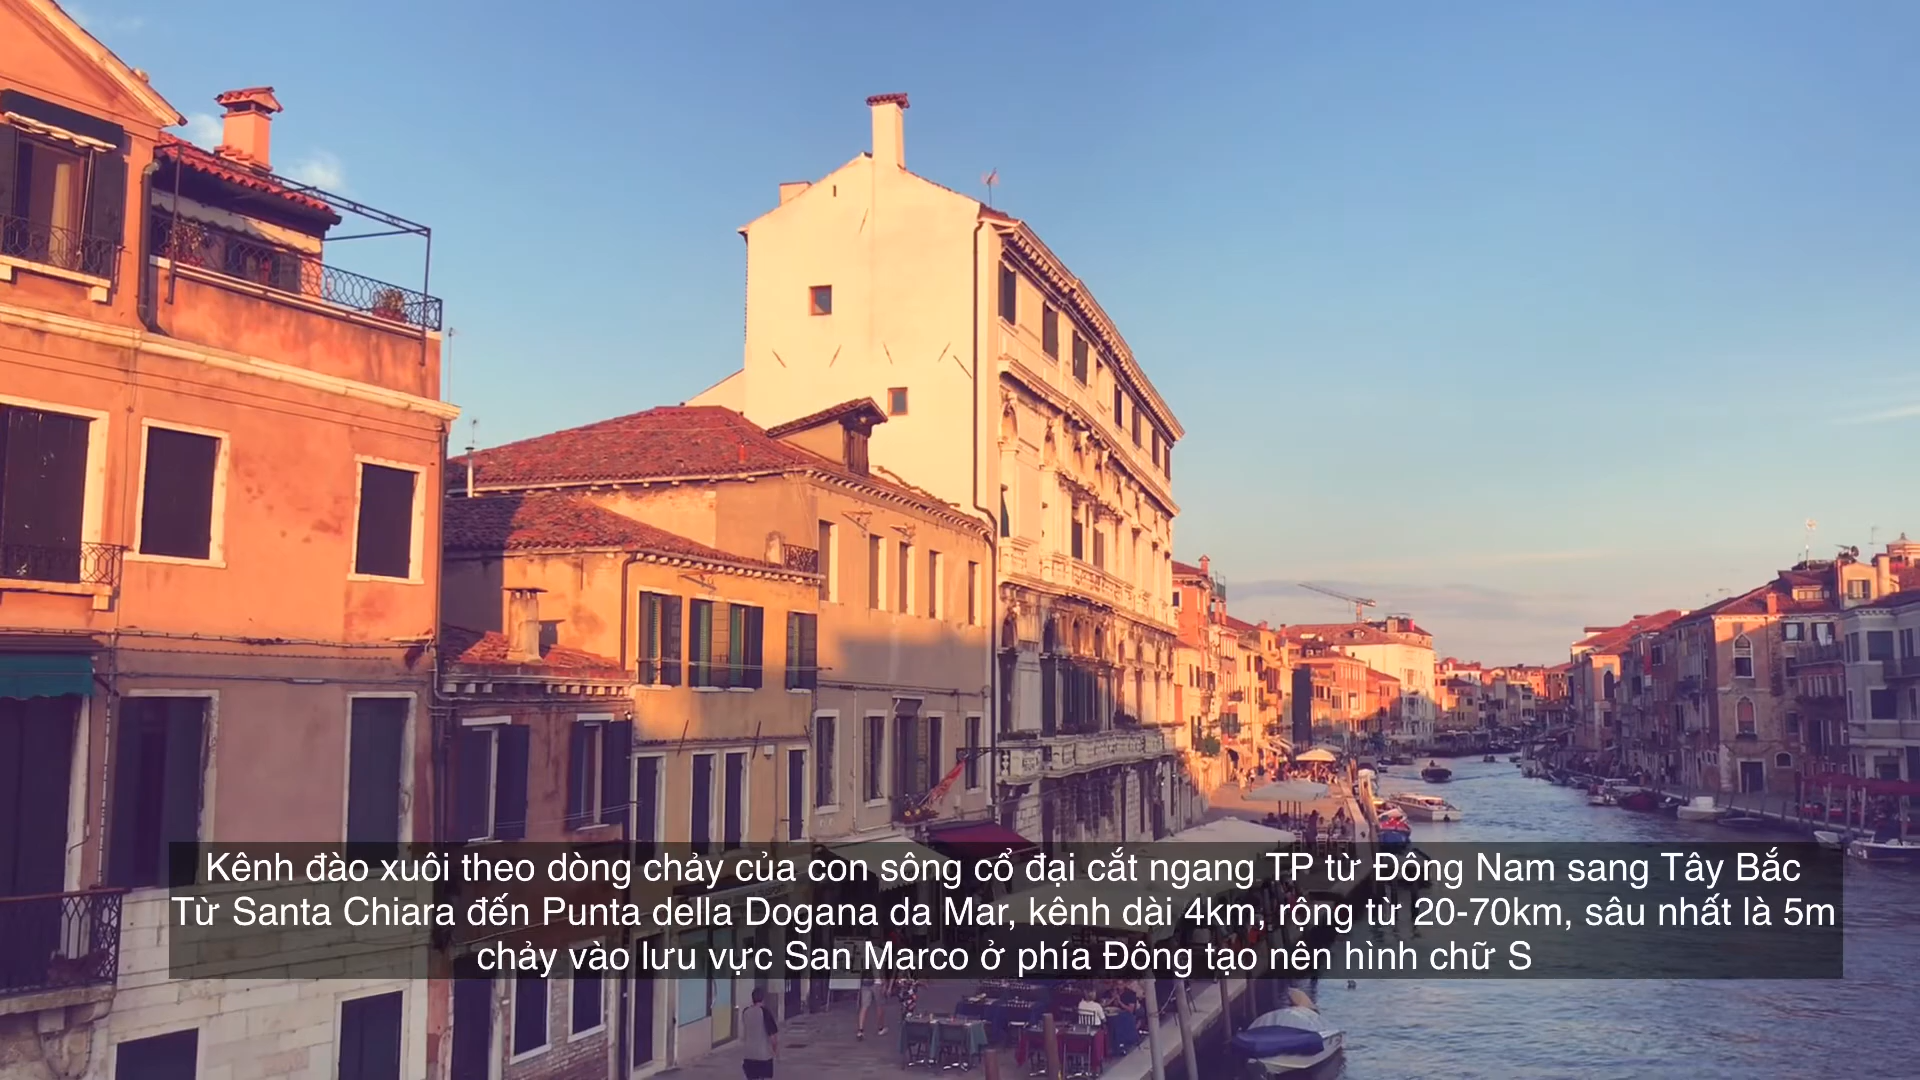 Kênh đào xuôi theo dòng chảy của con sông cổ đại cắt ngang TP từ Đông Nam sang Tây Bắc
Từ Santa Chiara đến Punta della Dogana da Mar, kênh dài 4km, rộng từ 20-70km, sâu nhất là 5m
chảy vào lưu vực San Marco ở phía Đông tạo nên hình chữ S